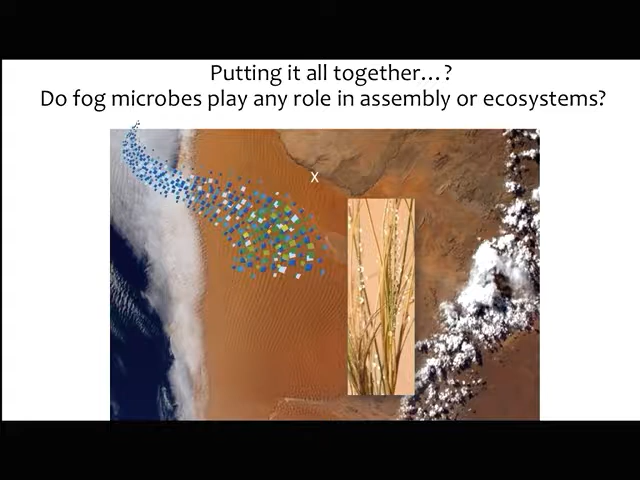 Putting it all together...?
Do fog microbes play any role in assembly or ecosystems?
X